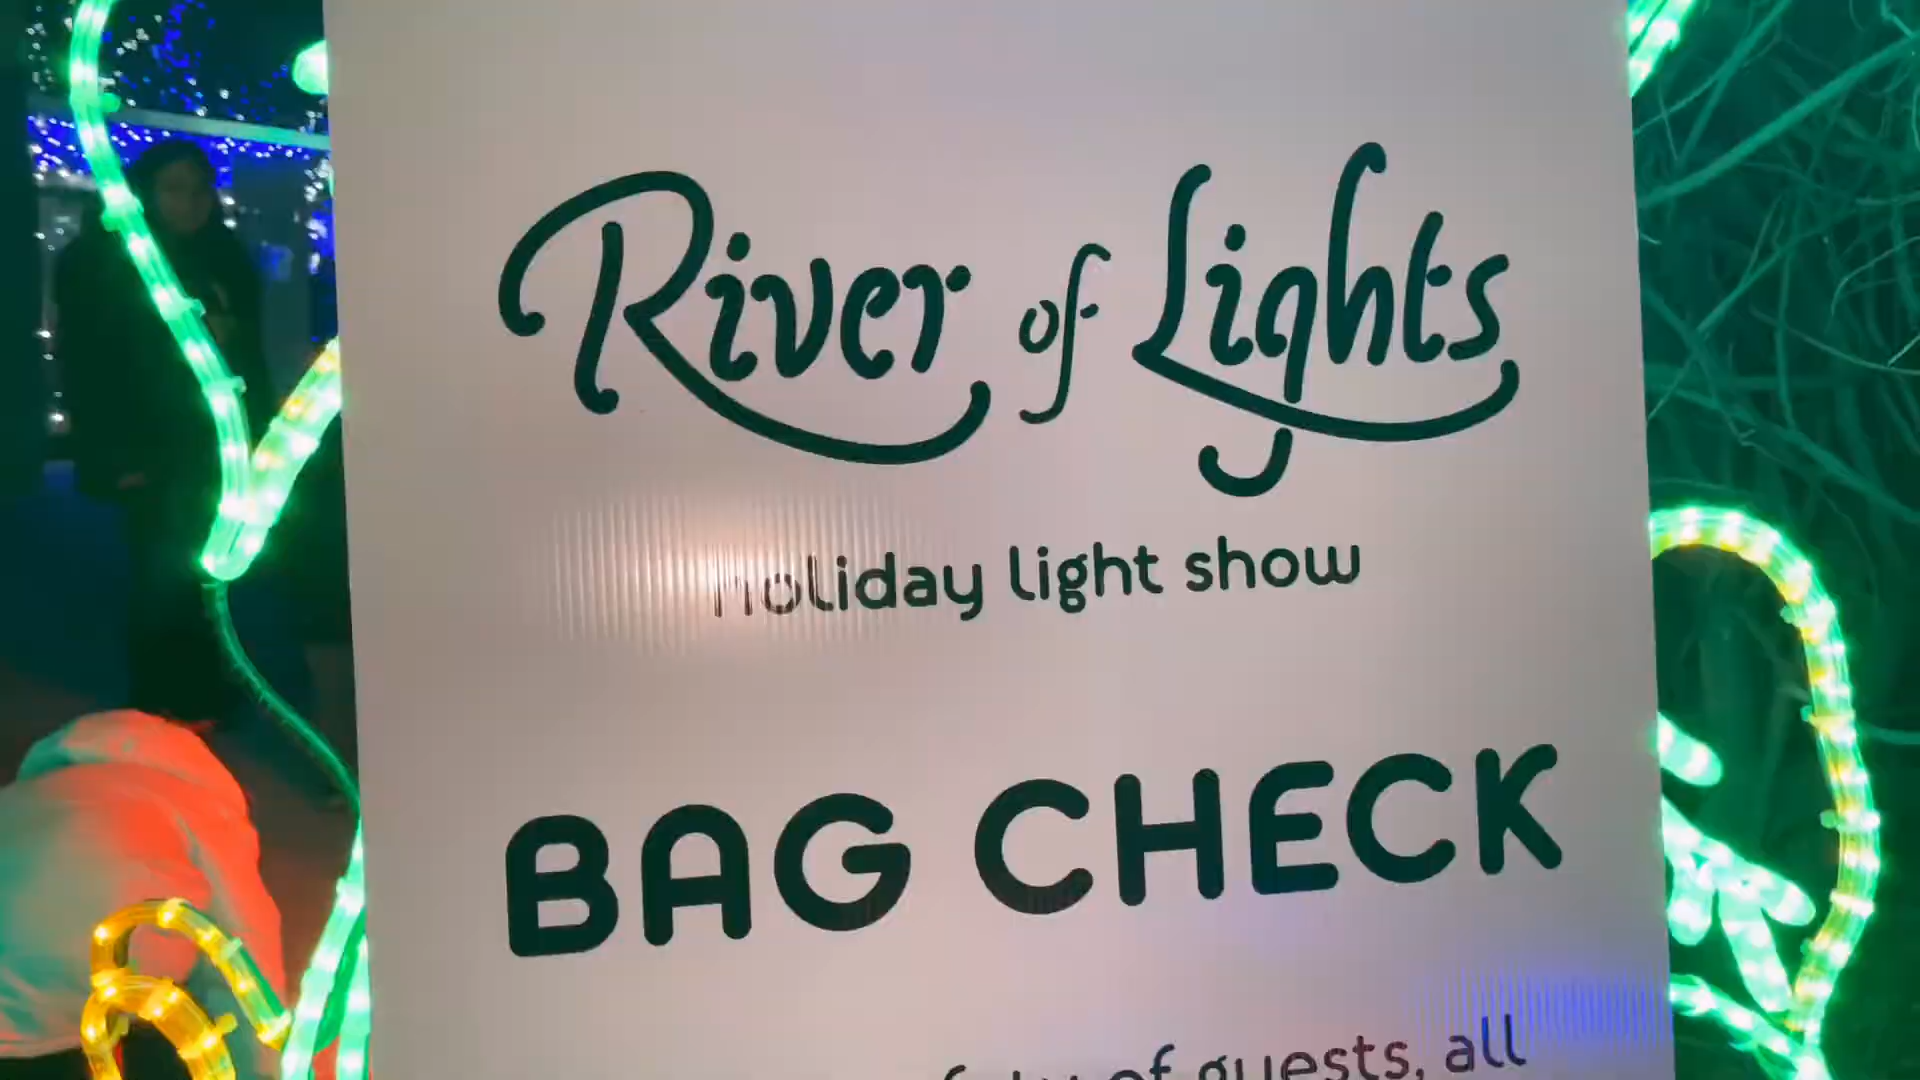 River of Lights
holiday light show
BAG CHECK
of guests, all